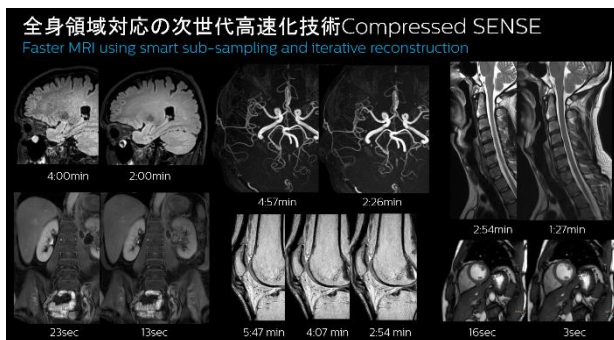 全身領域対応の次世代高速化技術Compressed SENSE
Faster MRI using smart sub-sampling and iterative reconstruction
4:00min
2:00min
4:57min
2:26min
2:54min
1:27min
23sec
13sec
5:47 min
4:07 min
2:54 min
16sec
3sec